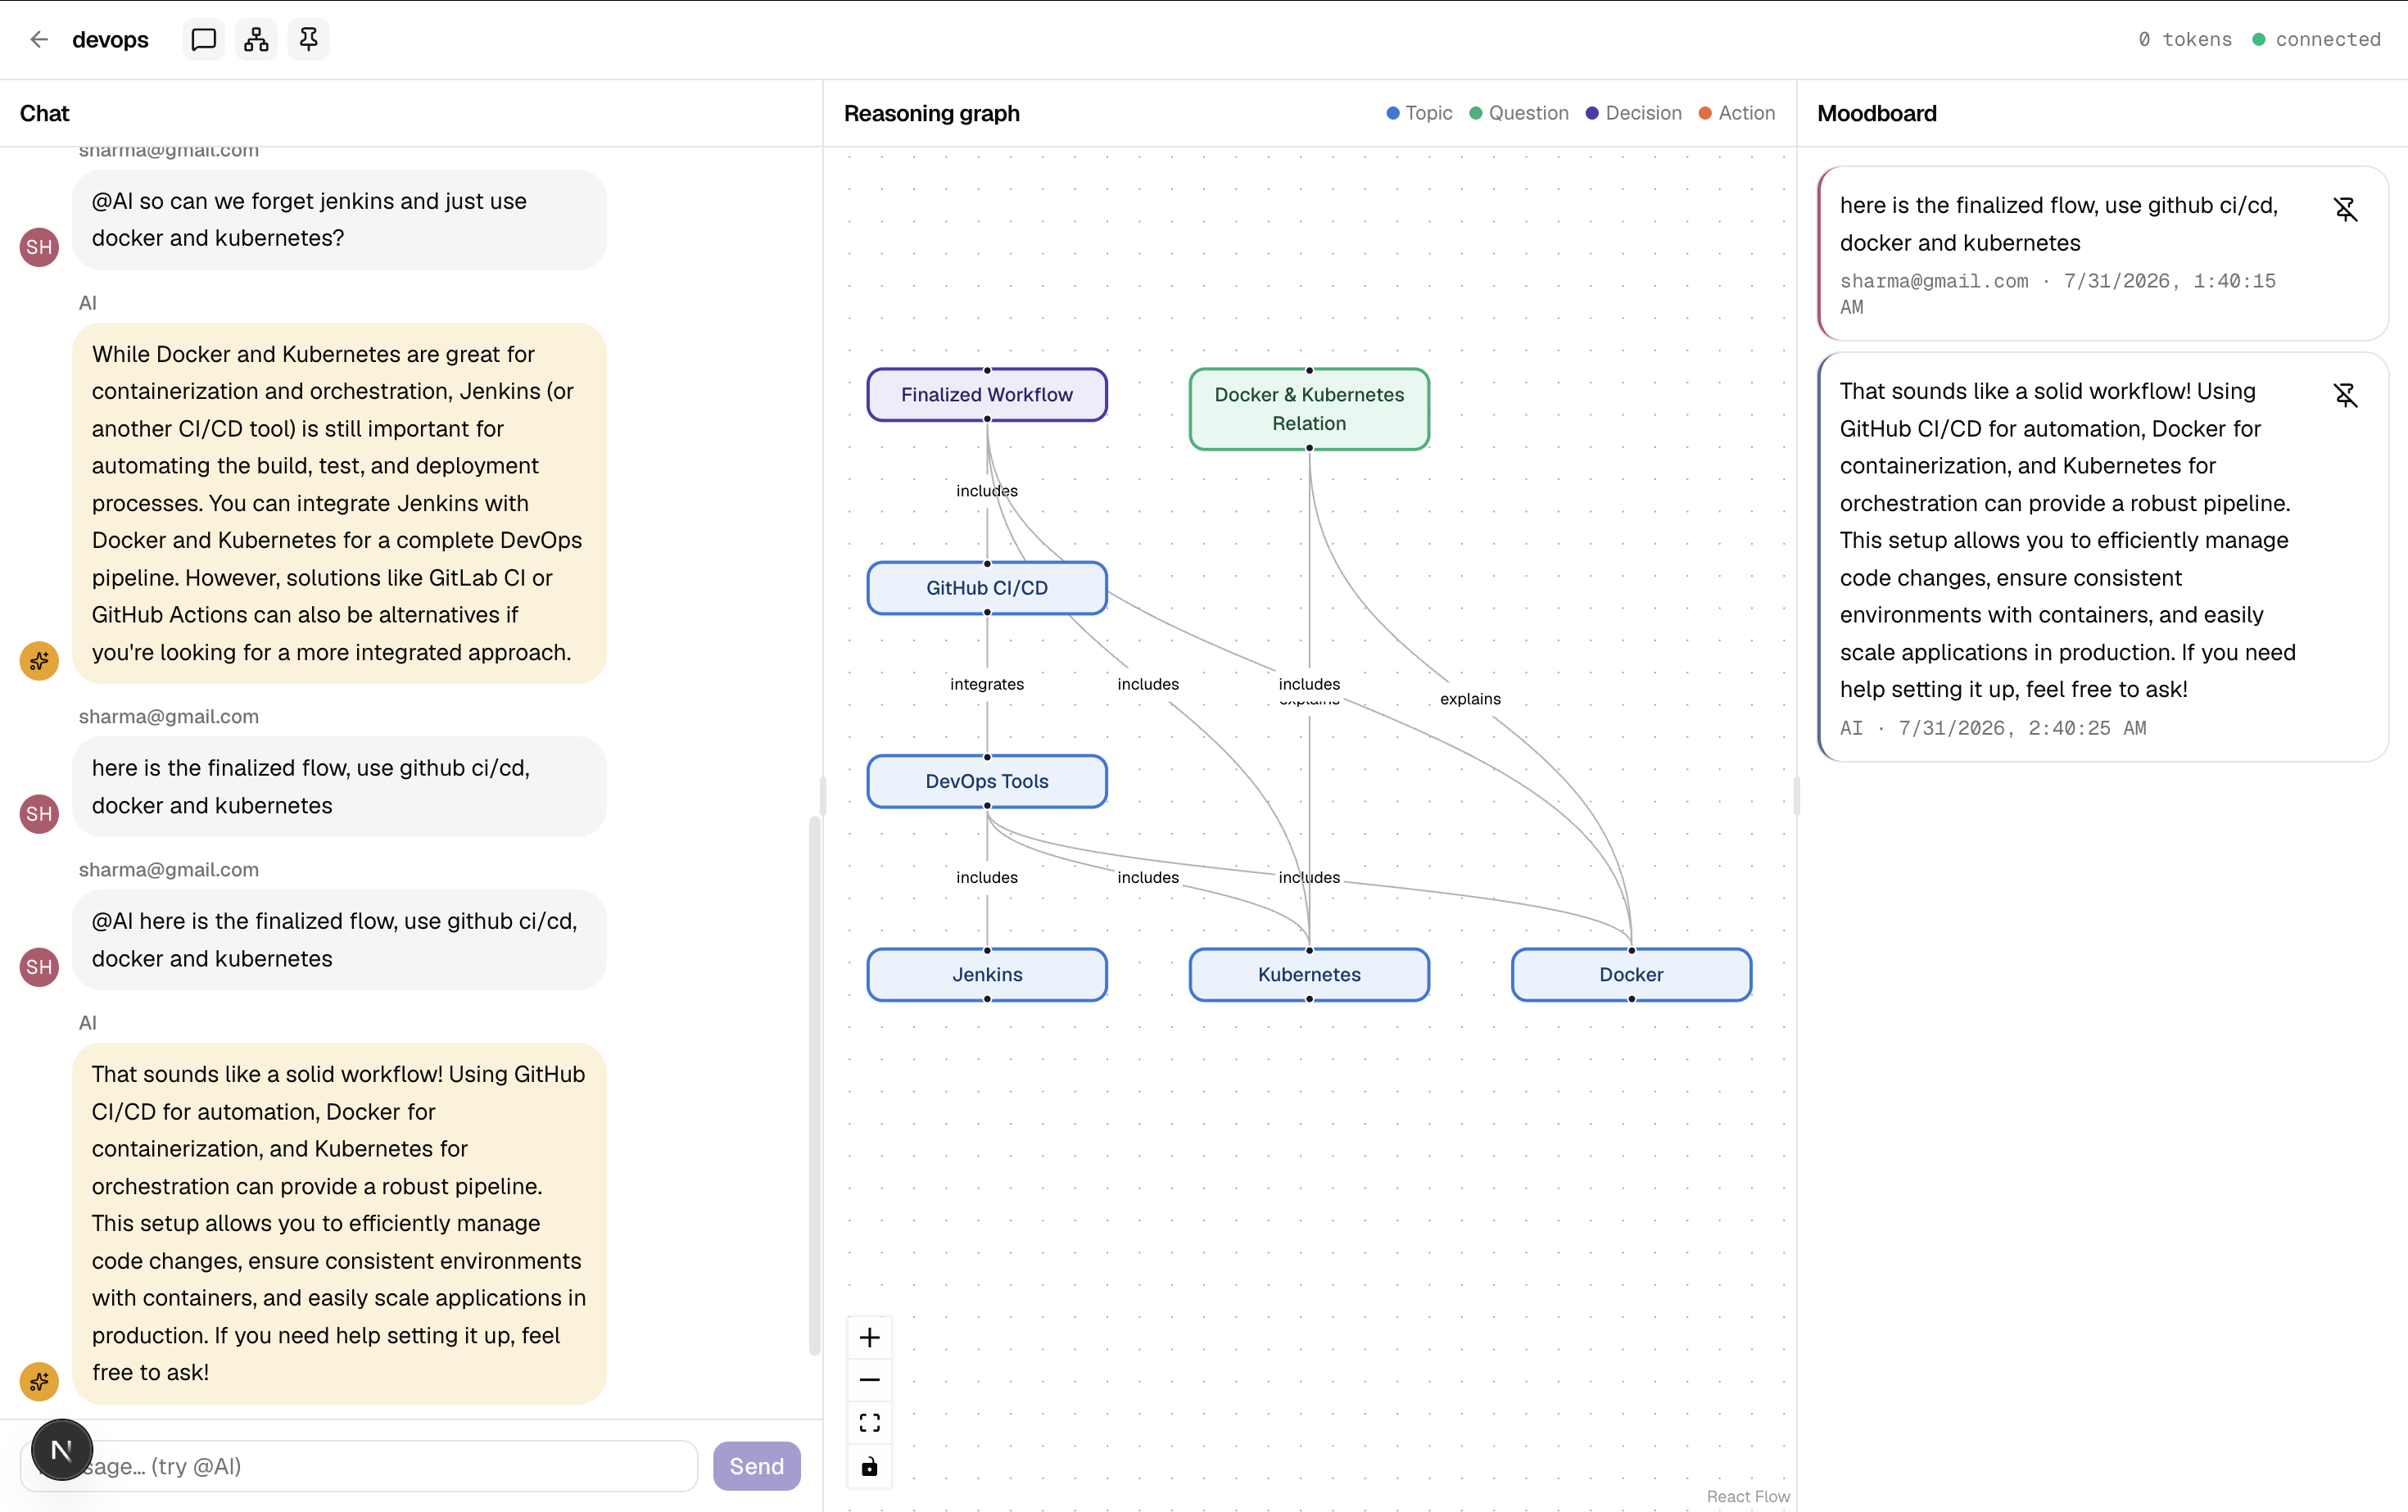 devops
0 tokens
connected
Chat
sharma@gmail.com
SH
@AI so can we forget jenkins and just use
docker and kubernetes?
AI
While Docker and Kubernetes are great for
containerization and orchestration, Jenkins (or
another CI/CD tool) is still important for
automating the build, test, and deployment
processes. You can integrate Jenkins with
Docker and Kubernetes for a complete DevOps
pipeline. However, solutions like GitLab CI or
GitHub Actions can also be alternatives if
you're looking for a more integrated approach.
sharma@gmail.com
SH
here is the finalized flow, use github ci/cd,
docker and kubernetes
sharma@gmail.com
SH
@AI here is the finalized flow, use github ci/cd,
docker and kubernetes
AI
That sounds like a solid workflow! Using GitHub
CI/CD for automation, Docker for
containerization, and Kubernetes for
orchestration can provide a robust pipeline.
This setup allows you to efficiently manage
code changes, ensure consistent environments
with containers, and easily scale applications in
production. If you need help setting it up, feel
free to ask!
N
sage... (try @AI)
Send
Reasoning graph
Topic
Question
Decision
Action
Finalized Workflow
Docker & Kubernetes
Relation
includes
GitHub CI/CD
integrates
includes
includes
explains
explains
DevOps Tools
includes
includes
includes
Jenkins
Kubernetes
Docker
React Flow
Moodboard
here is the finalized flow, use github ci/cd,
docker and kubernetes
sharma@gmail.com · 7/31/2026, 1:40:15
AM
That sounds like a solid workflow! Using
GitHub CI/CD for automation, Docker for
containerization, and Kubernetes for
orchestration can provide a robust pipeline.
This setup allows you to efficiently manage
code changes, ensure consistent
environments with containers, and easily
scale applications in production. If you need
help setting it up, feel free to ask!
AI · 7/31/2026, 2:40:25 AM